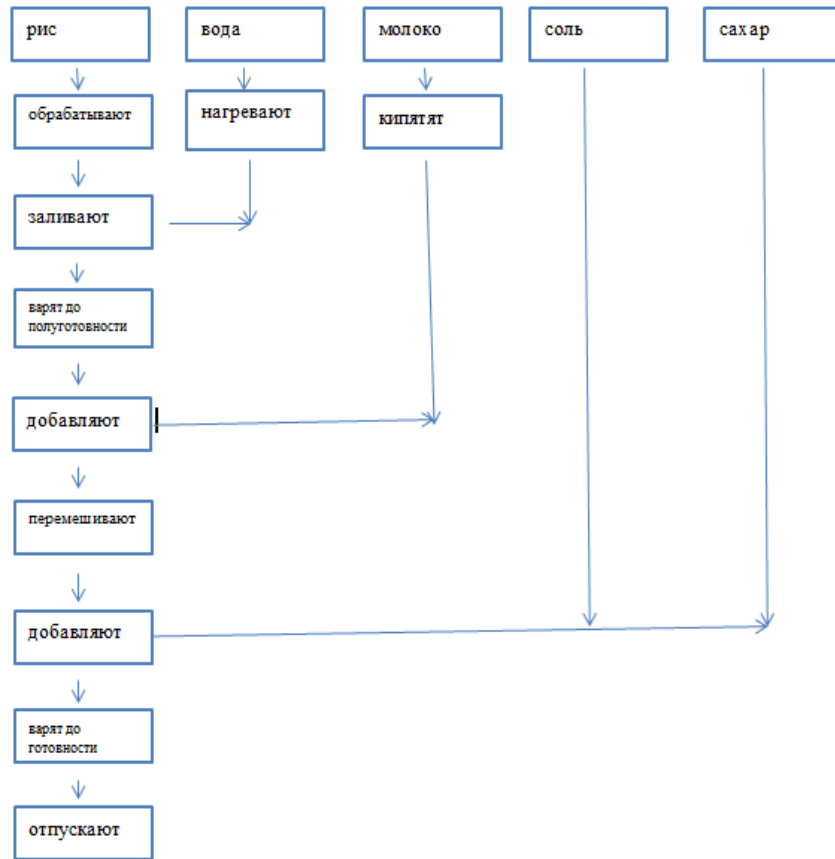 рис
вода
молоко
соль
сахар
обрабатывают
нагревают
кипятят
заливают
варят до
полуготовности
добавляют
перемешивают
добавляют
варят до
готовности
отпускают